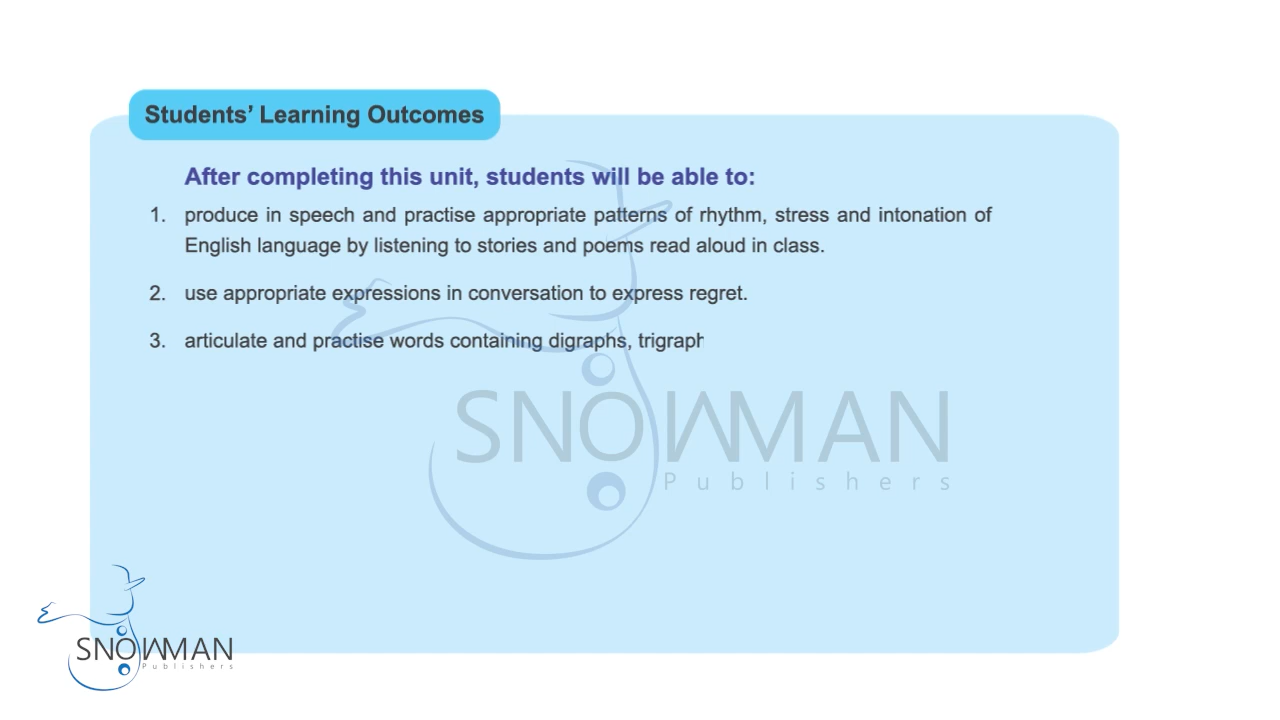 Students' Learning Outcomes
After completing this unit, students will be able to:
1. produce in speech and practise appropriate patterns of rhythm, stress and intonation of
English language by listening to stories and poems read aloud in class.
2. use appropriate expressions in conversation to express regret.
3. articulate and practise words containing digraphs, trigraph
SNOWMAN
Publishers
SNOWMAN
Publishers